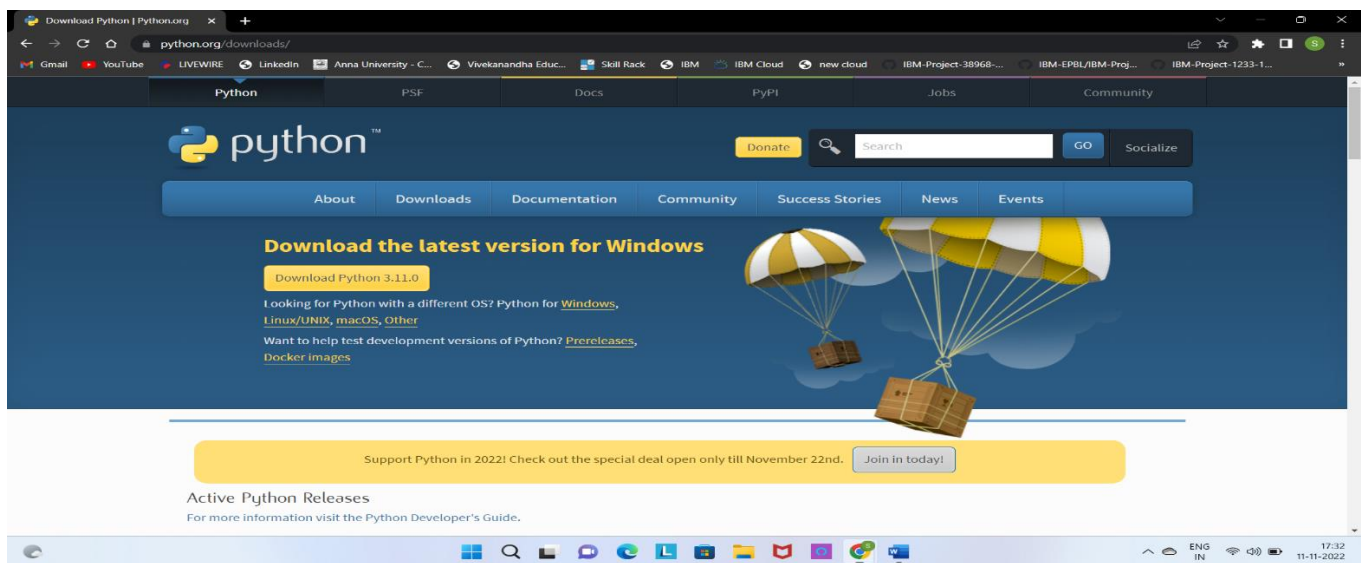 Download Python | Python.org
python.org/downloads/
Gmail YouTube LIVEWIRE LinkedIn Anna University - C... Vivekanandha Educ... Skill Rack IBM IBM Cloud new cloud IBM-Project-38968-... IBM-EPBL/IBM-Proj... IBM-Project-1233-1... »
Python PSF Docs PyPI Jobs Community
python™
Donate Search GO Socialize
About Downloads Documentation Community Success Stories News Events
Download the latest version for Windows
Download Python 3.11.0
Looking for Python with a different OS? Python for Windows,
Linux/UNIX, macOS, Other
Want to help test development versions of Python? Prereleases,
Docker images
Support Python in 2022! Check out the special deal open only till November 22nd. Join in today!
Active Python Releases
For more information visit the Python Developer's Guide.
ENG 17:32
IN 11-11-2022